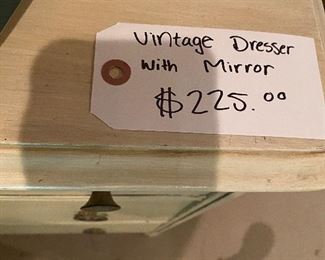 Vintage Dresser
With Mirror
$225.00